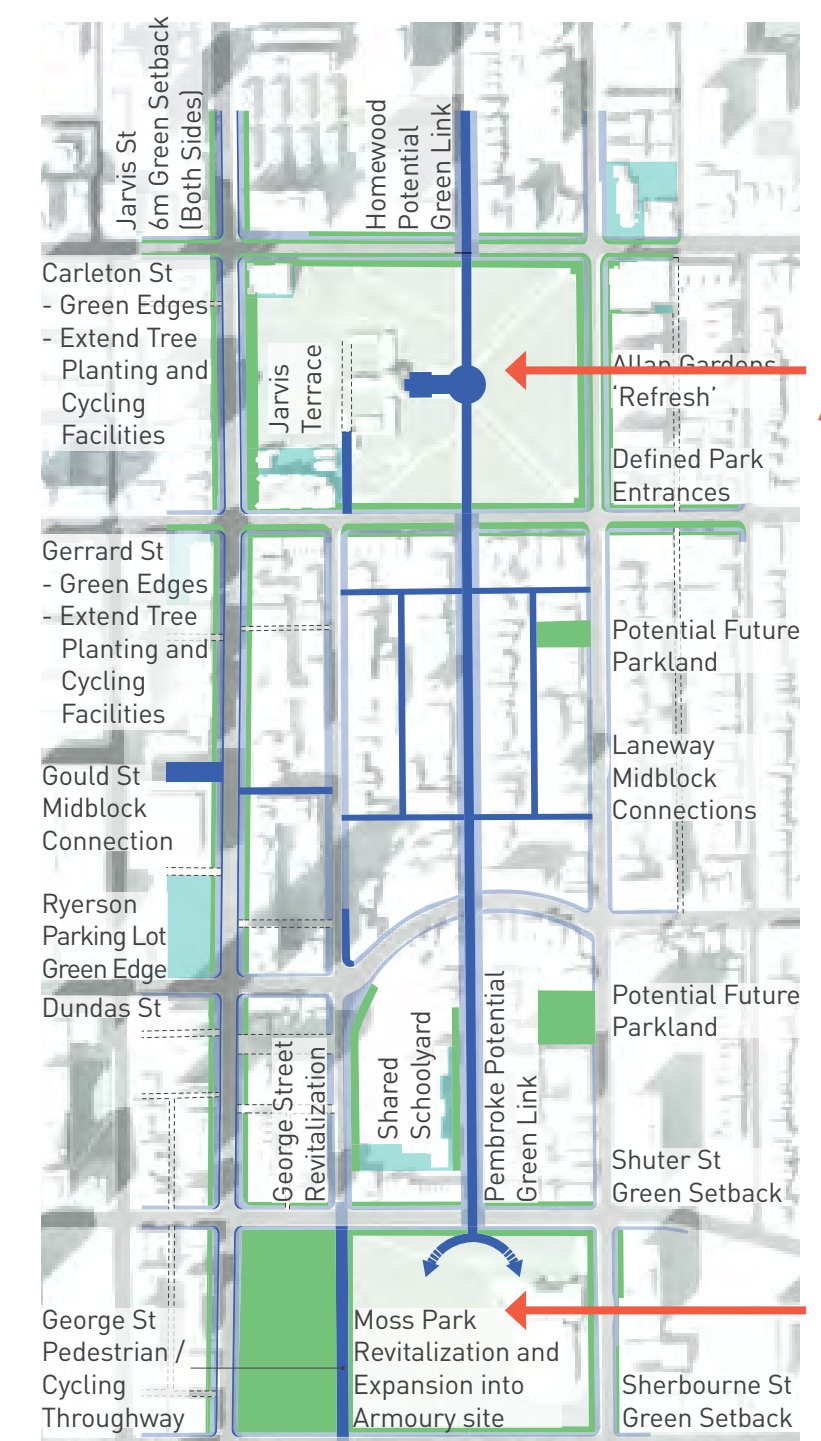 Jarvis St
6m Green Setback
(Both Sides)
Homewood
Potential
Green Link
Carleton St
- Green Edges
- Extend Tree
Planting and
Cycling
Facilities
Jarvis
Terrace
Allan Gardens
‘Refresh’
Defined Park
Entrances
Gerrard St
- Green Edges
- Extend Tree
Planting and
Cycling
Facilities
Potential Future
Parkland
Gould St
Midblock
Connection
Laneway
Midblock
Connections
Ryerson
Parking Lot
Green Edge
Dundas St
George Street
Revitalization
Shared
Schoolyard
Pembroke Potential
Green Link
Potential Future
Parkland
Shuter St
Green Setback
George St
Pedestrian /
Cycling
Throughway
Moss Park
Revitalization and
Expansion into
Armoury site
Sherbourne St
Green Setback